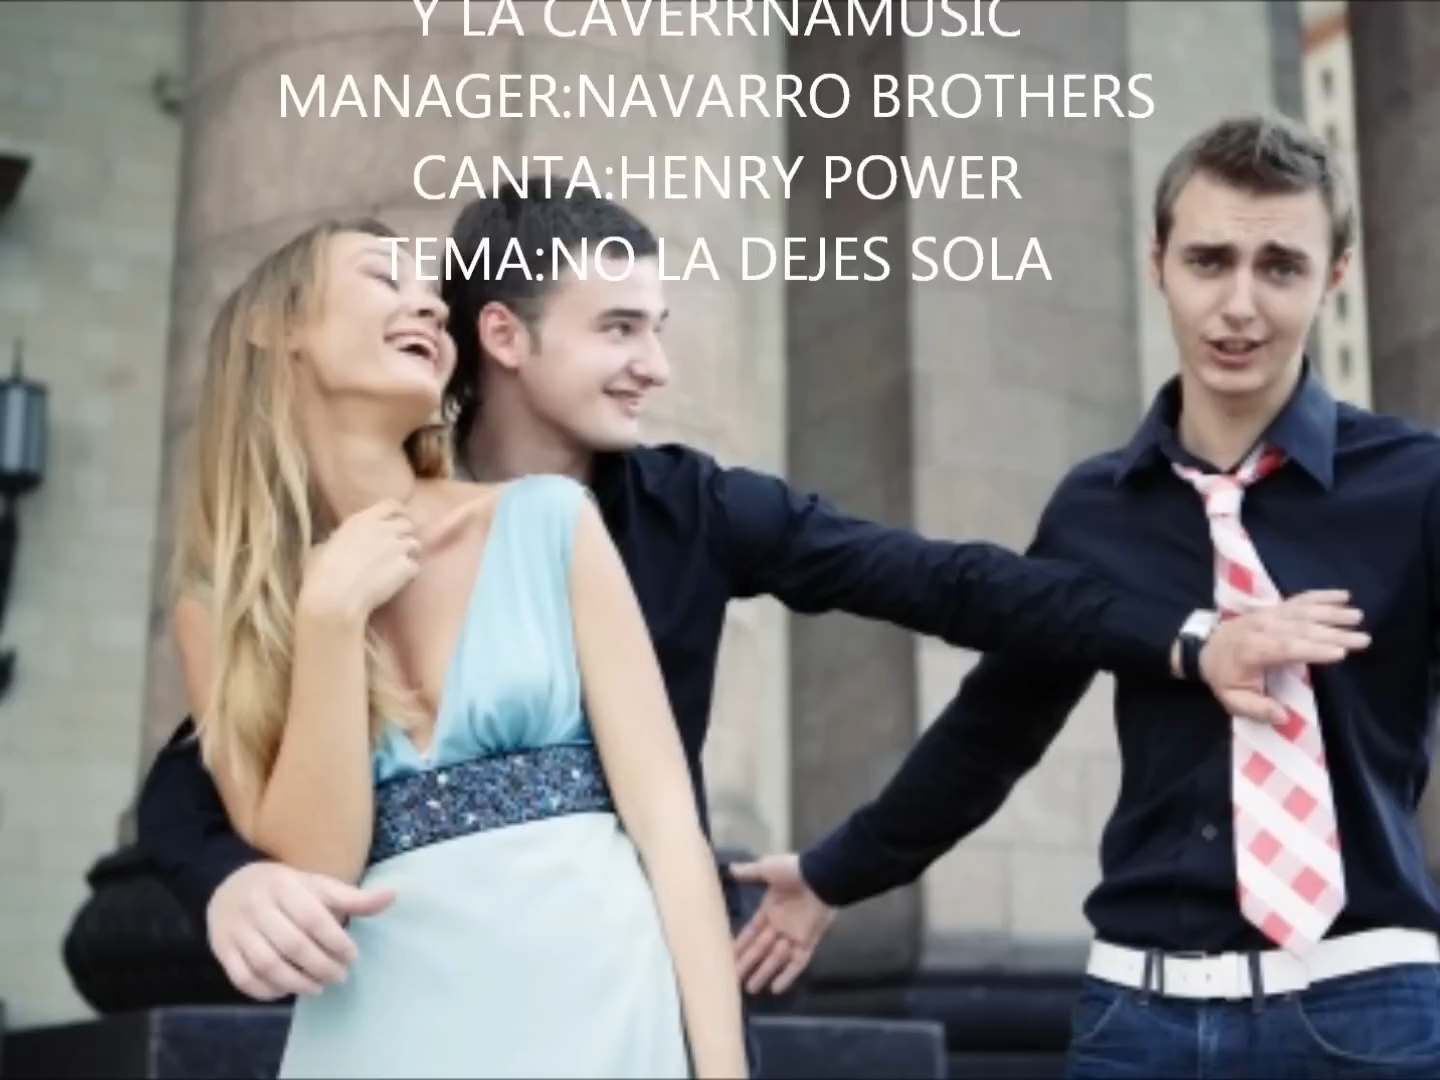 Y LA CAVERRNAMUSIC
MANAGER:NAVARRO BROTHERS
CANTA:HENRY POWER
TEMA:NO LA DEJES SOLA